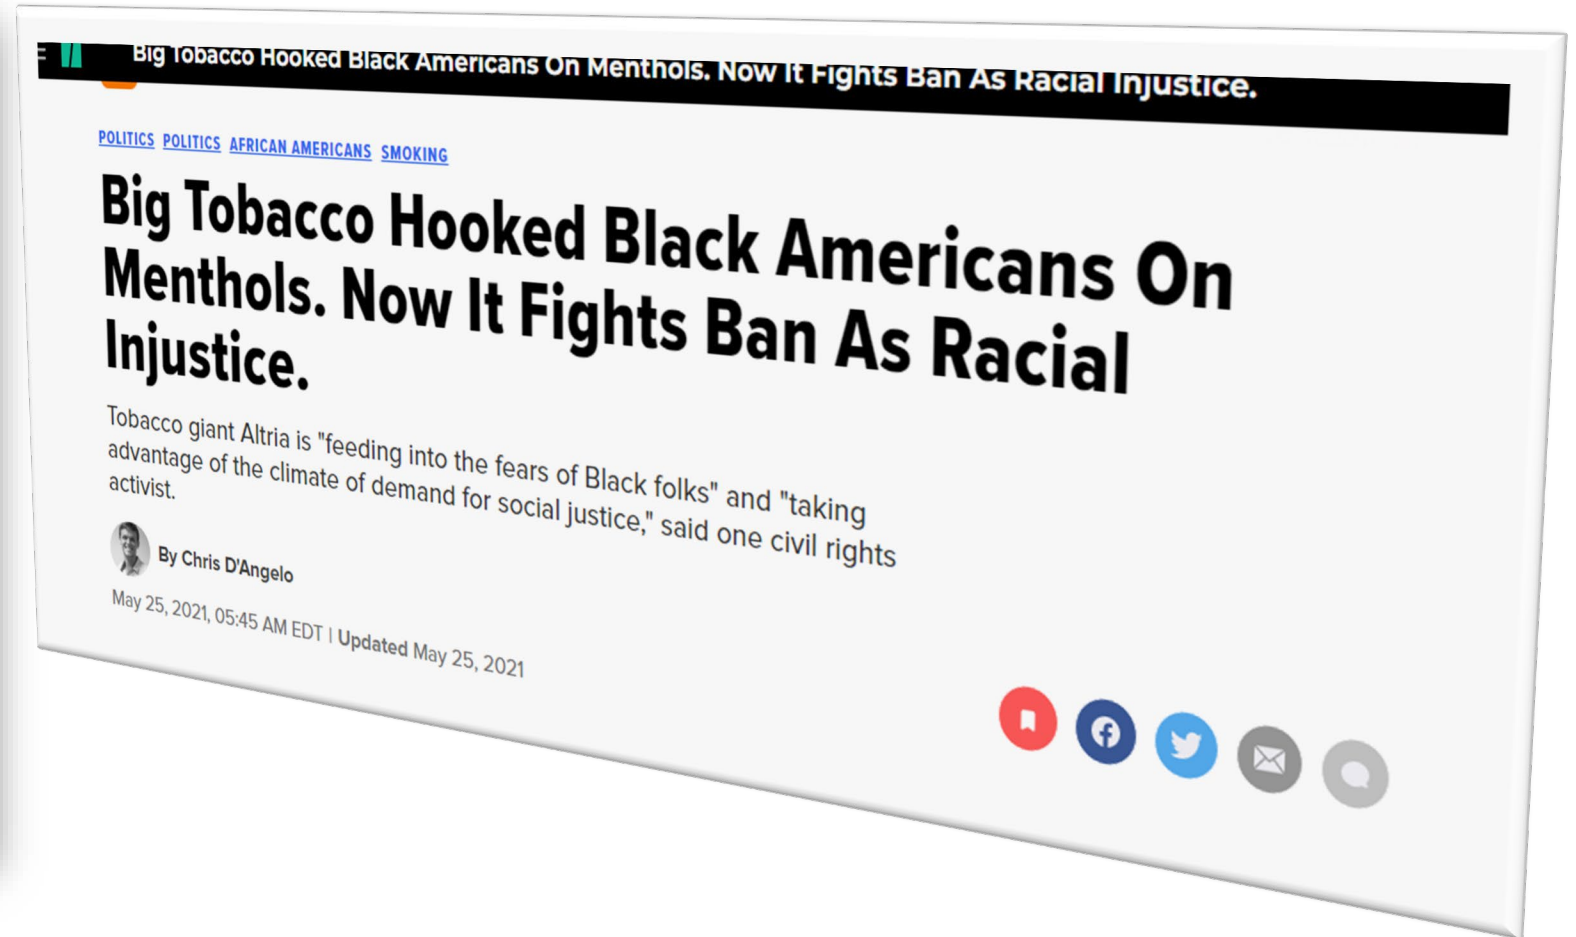 Big Tobacco Hooked Black Americans On Menthols. Now It Fights Ban As Racial Injustice.
POLITICS POLITICS AFRICAN AMERICANS SMOKING
Big Tobacco Hooked Black Americans On
Menthols. Now It Fights Ban As Racial
Injustice.
Tobacco giant Altria is "feeding into the fears of Black folks" and "taking
advantage of the climate of demand for social justice," said one civil rights
activist.
By Chris D'Angelo
May 25, 2021, 05:45 AM EDT | Updated May 25, 2021